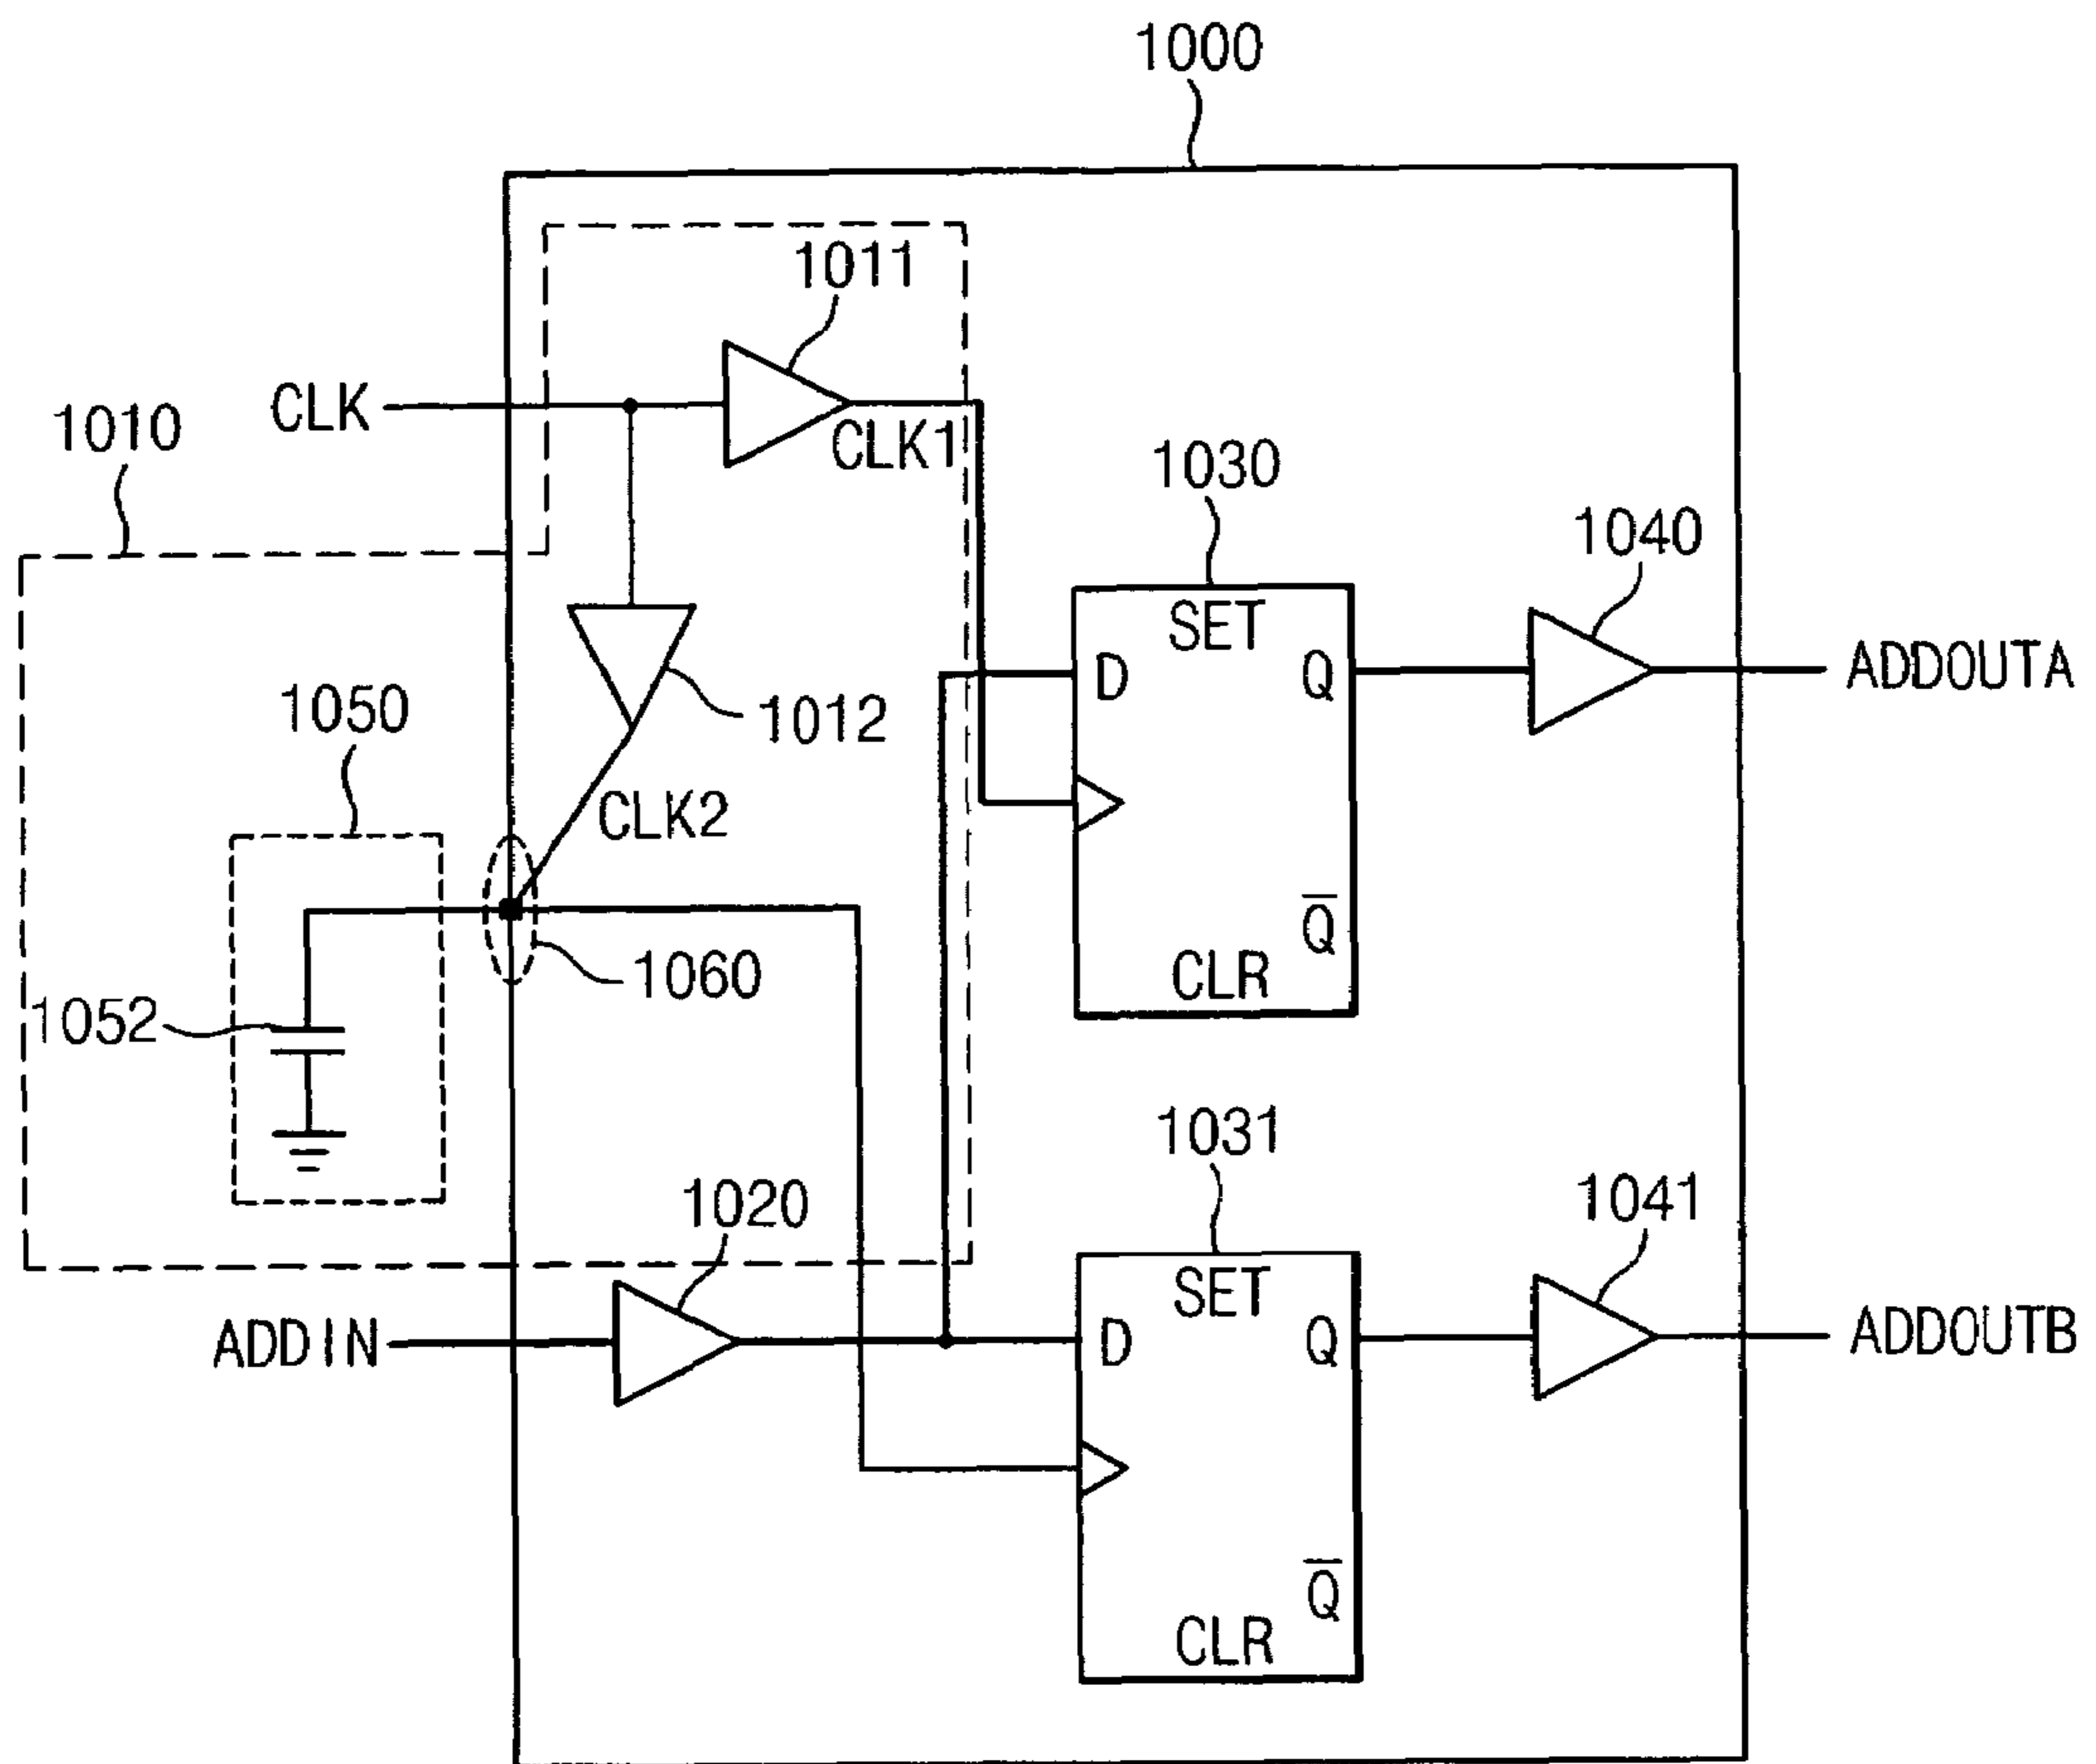 1000
1011
CLK
CLK1
1010
1030
1040
SET
D
Q
ADDOUTA
1050
1012
CLK2
Q̅
1060
CLR
1052
1031
1020
1041
SET
ADDIN
D
Q
ADDOUTB
Q̅
CLR